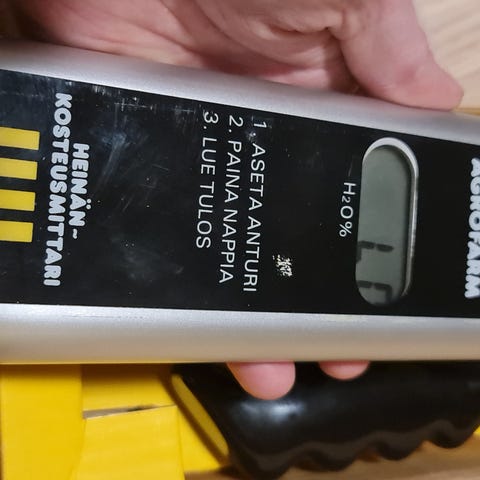 AGROFARM
H₂O%
1. ASETA ANTURI
2. PAINA NAPPIA
3. LUE TULOS
HEINÄN-
KOSTEUSMITTARI